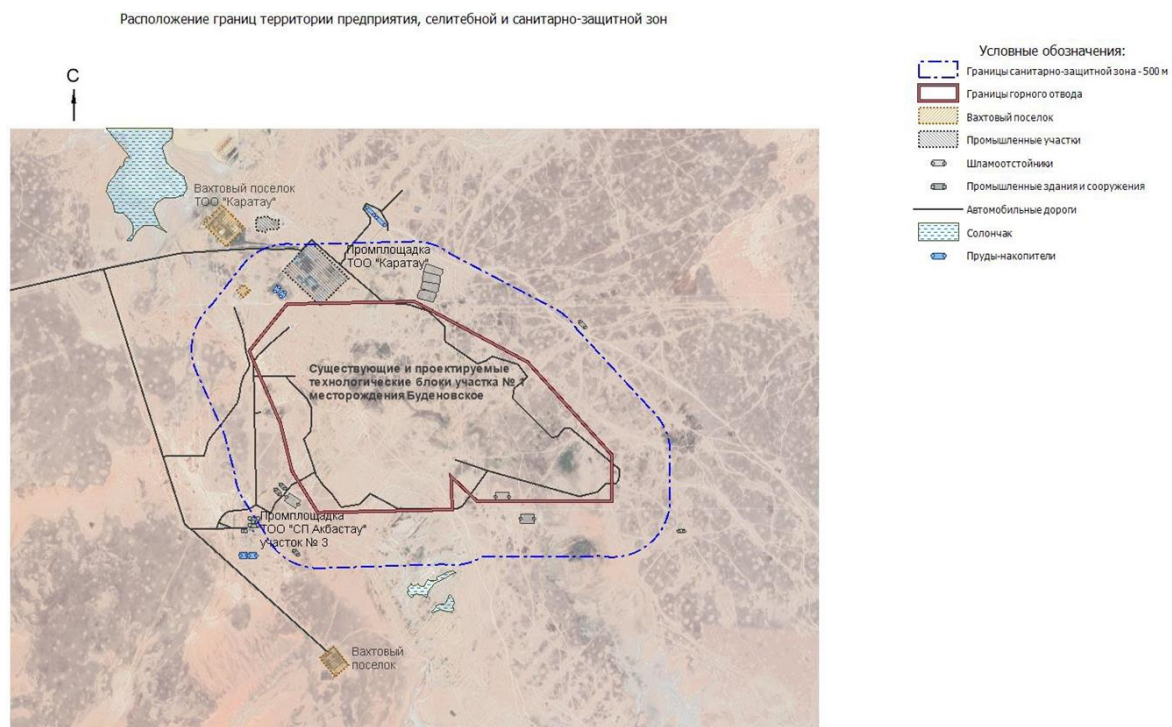 Расположение границ территории предприятия, селитебной и санитарно-защитной зон
С
Условные обозначения:
Границы санитарно-защитной зона - 500 м
Границы горного отвода
Вахтовый поселок
Промышленные участки
Шламоотстойники
Промышленные здания и сооружения
Автомобильные дороги
Солончак
Пруды-накопители
Вахтовый поселок
ТОО "Каратау"
Промплощадка
ТОО "Каратау"
Существующие и проектируемые
технологические блоки участка № 1
месторождения Буденовское
Промплощадка
ТОО "СП Акбастау"
участок № 3
Вахтовый
поселок